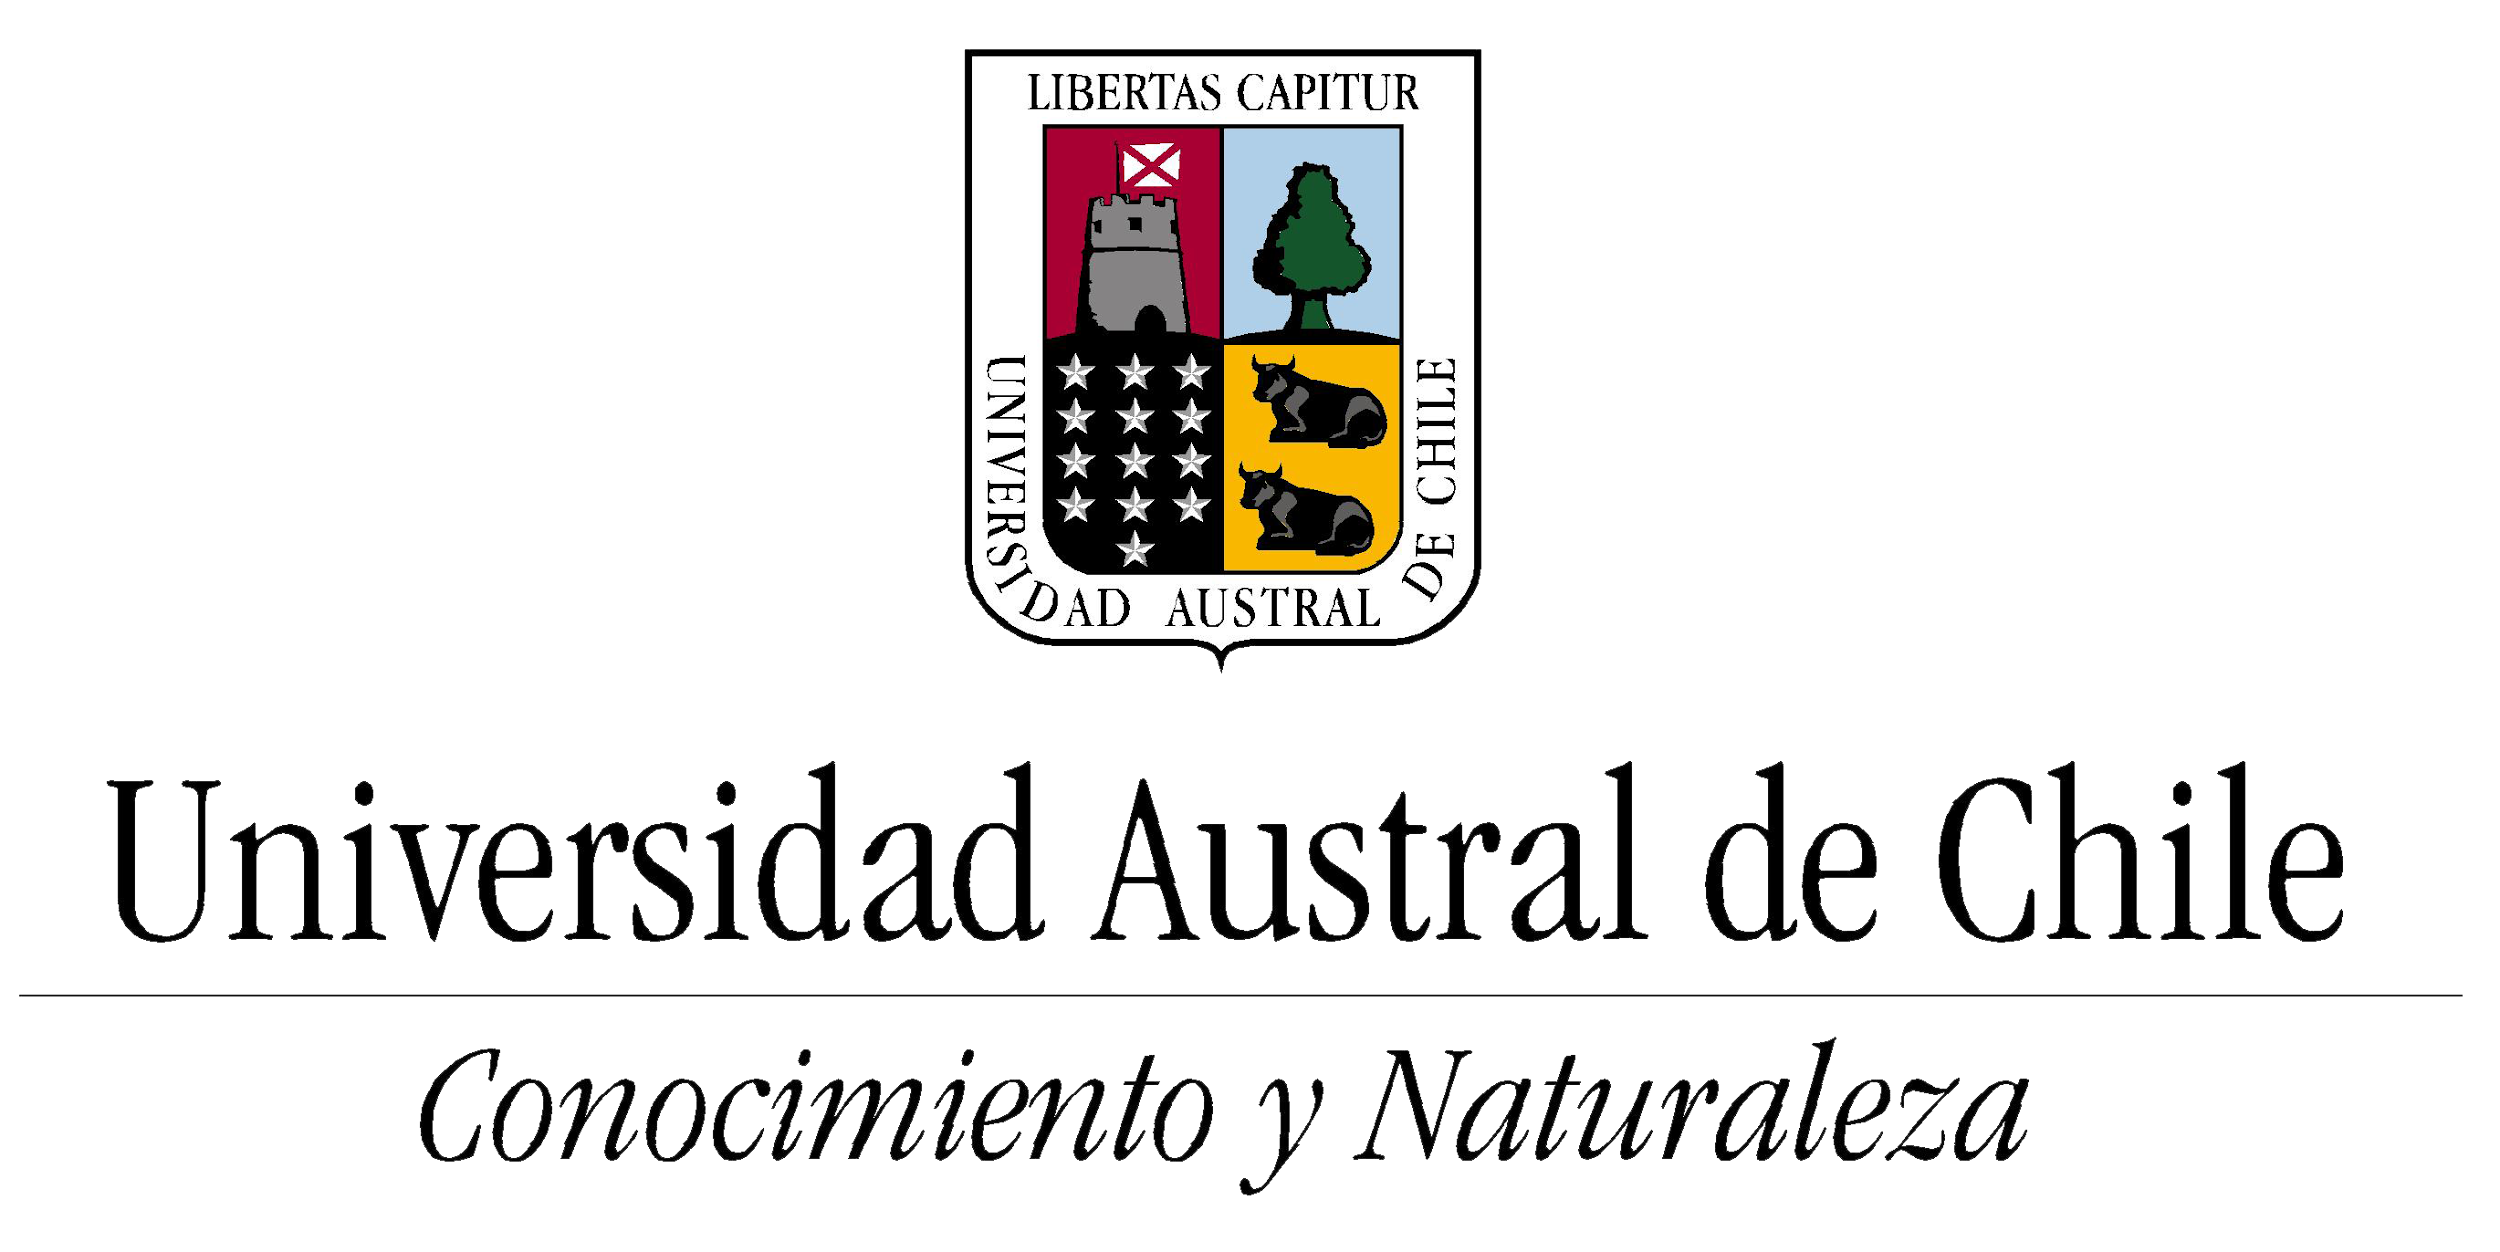 LIBERTAS CAPITUR
UNIVERSIDAD AUSTRAL DE CHILE
Universidad Austral de Chile
Conocimiento y Naturaleza